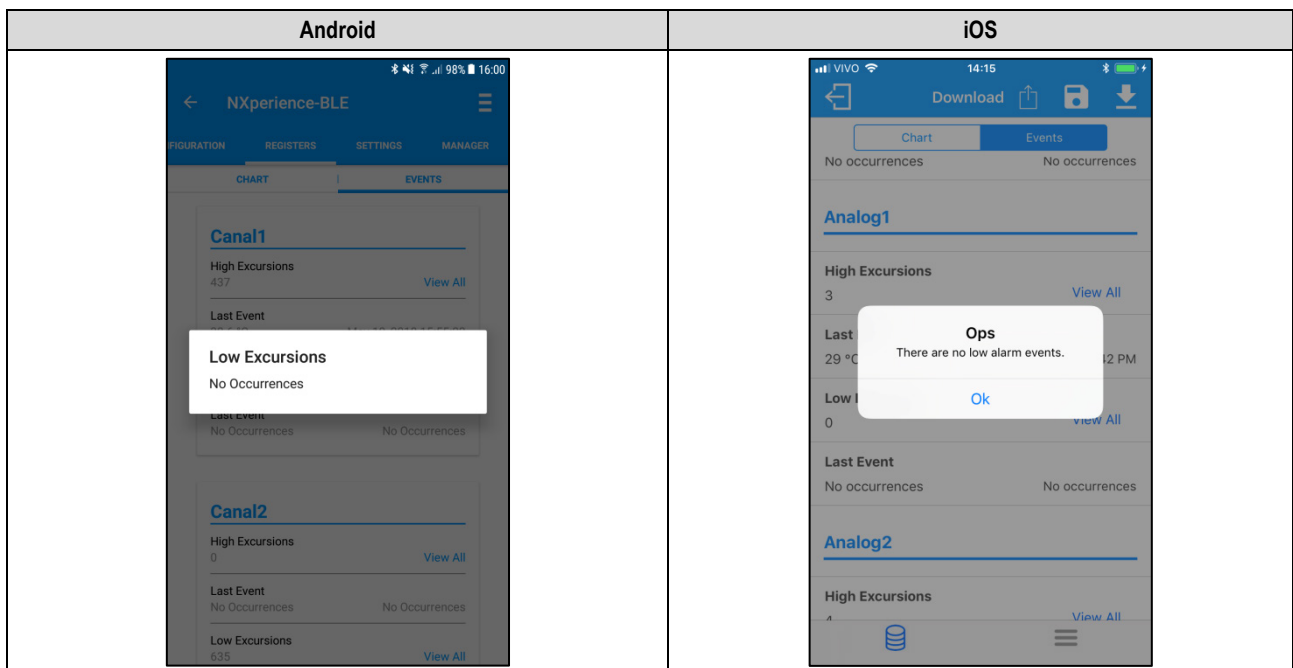 Android
iOS
98% 16:00
NXperience-BLE
FIGURATION REGISTERS SETTINGS MANAGER
CHART | EVENTS
Canal1
High Excursions
437 View All
Last Event
Low Excursions
No Occurrences
Last Event
No Occurrences No Occurrences
Canal2
High Excursions
0 View All
Last Event
No Occurrences No Occurrences
Low Excursions
635 View All
VIVO 14:15
Download
Chart Events
No occurrences No occurrences
Analog1
High Excursions
3 View All
Last
Ops
There are no low alarm events.
29 °C 42 PM
Low
Ok
0 View All
Last Event
No occurrences No occurrences
Analog2
High Excursions
4 View All